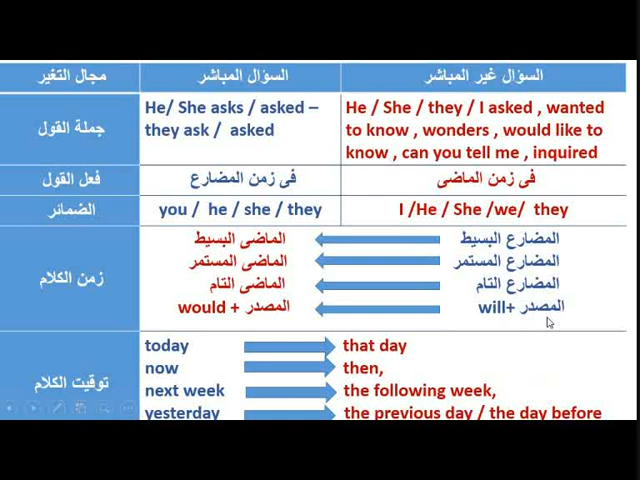 مجال التغير
السؤال المباشر
السؤال غير المباشر
جملة القول
He/ She asks / asked –
they ask / asked
He / She / they / I asked , wanted
to know , wonders , would like to
know , can you tell me , inquired
فعل القول
فى زمن المضارع
فى زمن الماضى
الضمائر
you / he / she / they
I /He / She /we/ they
زمن الكلام
المضارع البسيط
الماضى البسيط
المضارع المستمر
الماضى المستمر
المضارع التام
الماضى التام
will+ المصدر
would + المصدر
توقيت الكلام
today
that day
now
then,
next week
the following week,
yesterday
the previous day / the day before